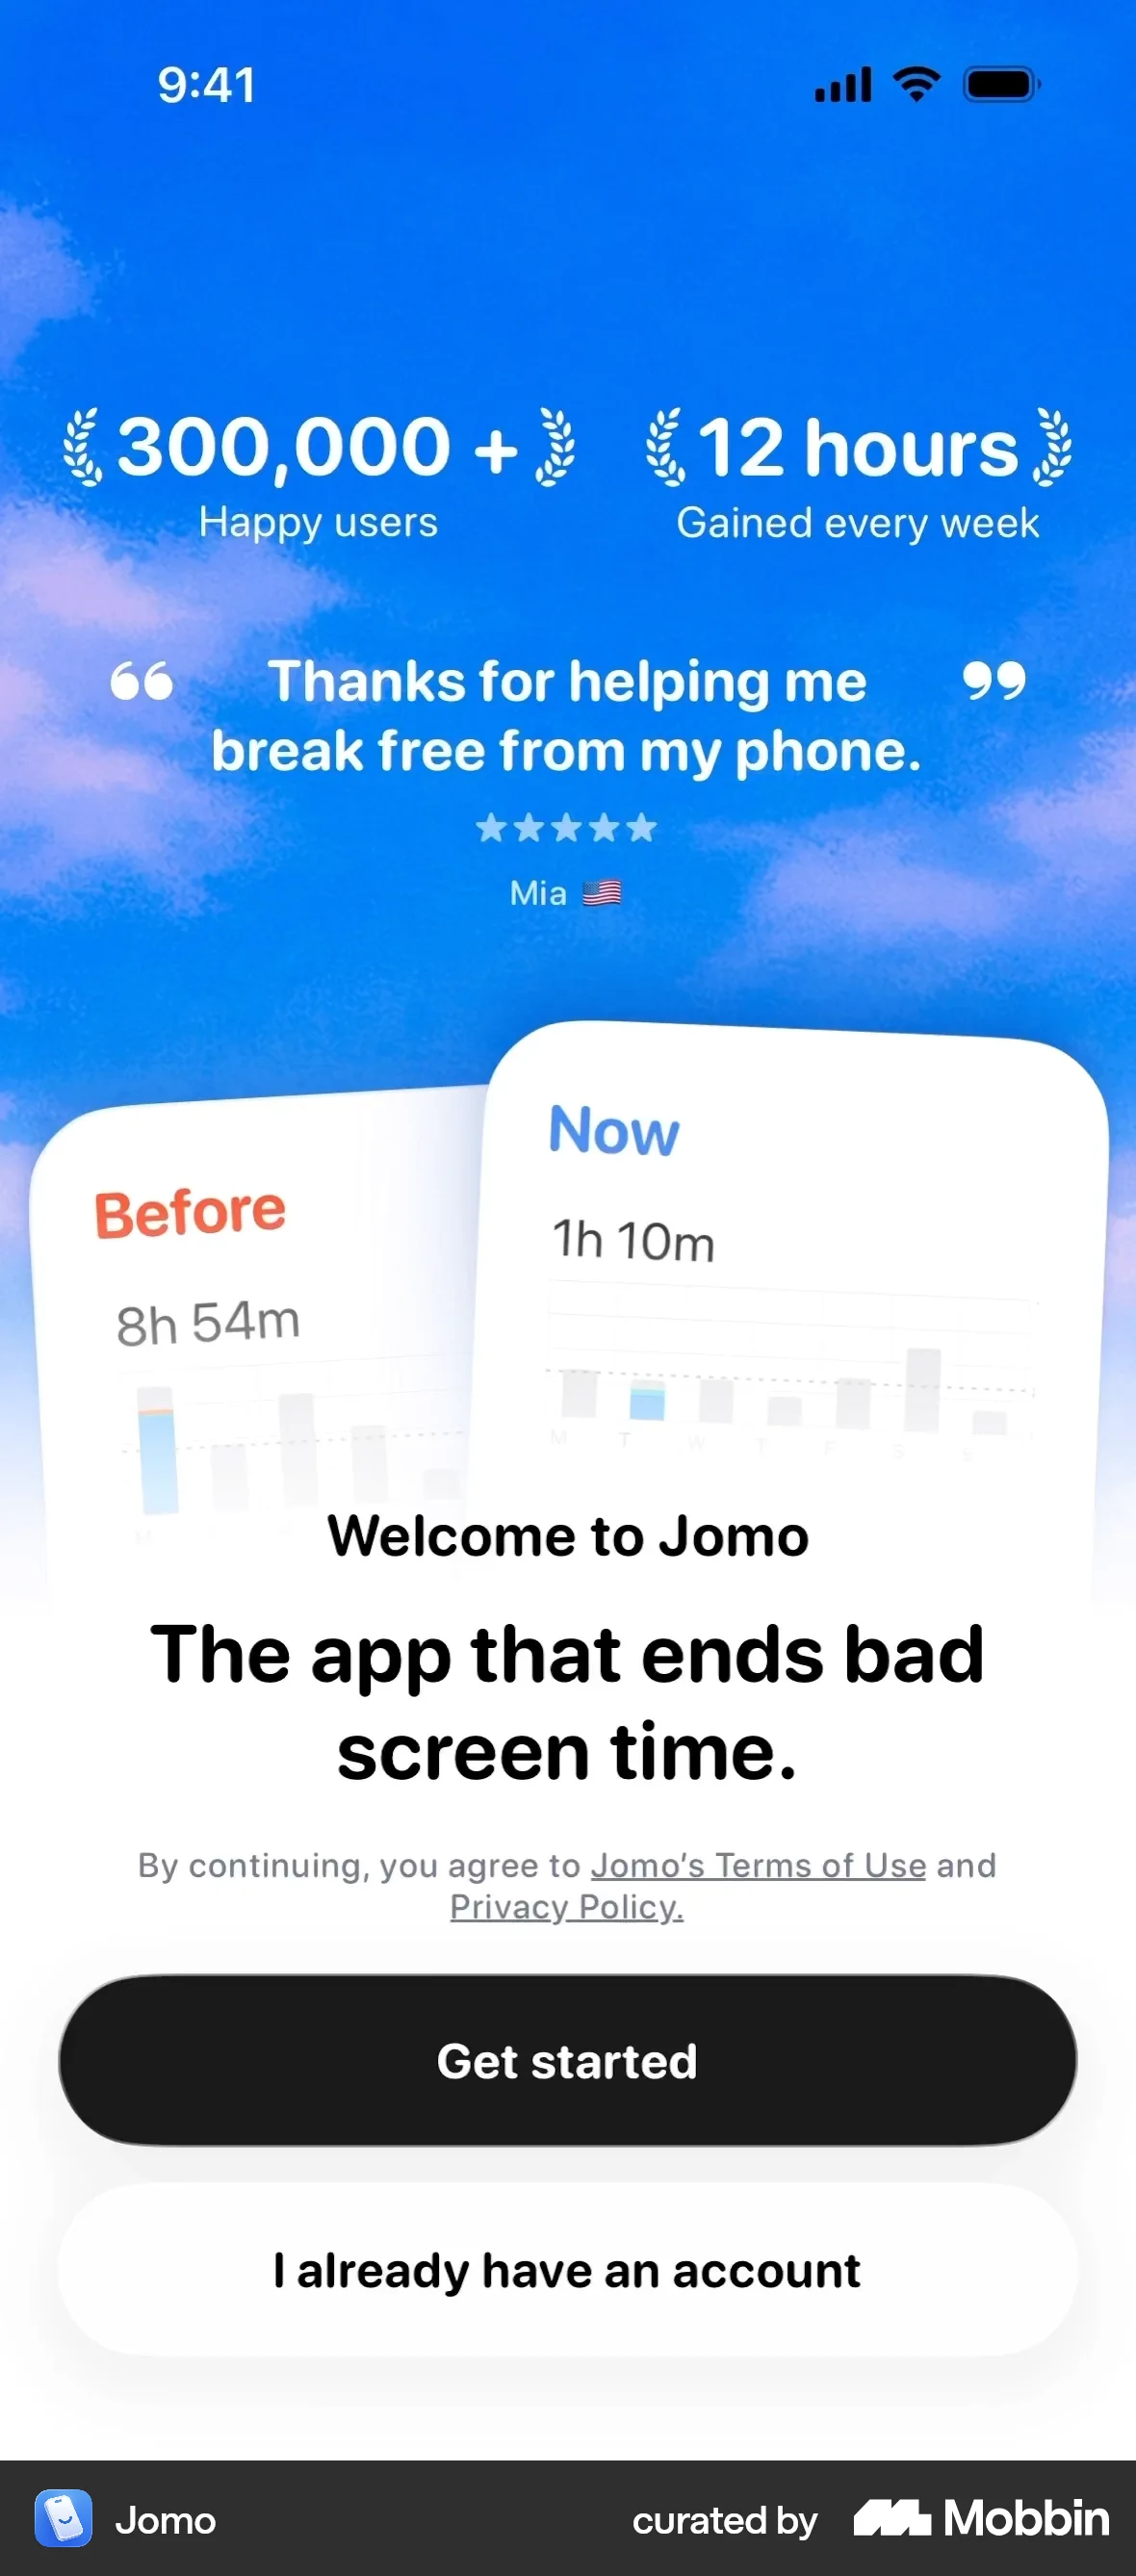 9:41
300,000 +
12 hours
Happy users
Gained every week
“ Thanks for helping me ”
break free from my phone.
Mia
Before
8h 54m
M
Now
1h 10m
M T W T F S S
Welcome to Jomo
The app that ends bad
screen time.
By continuing, you agree to Jomo’s Terms of Use and
Privacy Policy.
Get started
I already have an account
Jomo
curated by Mobbin